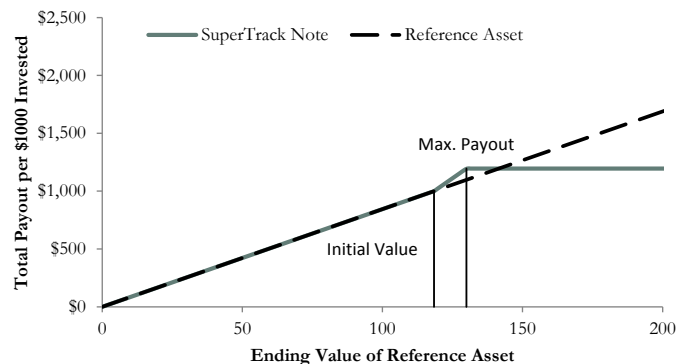 $2,500
SuperTrack Note
Reference Asset
$2,000
$1,500
Max. Payout
$1,000
$500
Initial Value
$0
0
50
100
150
200
Total Payout per $1000 Invested
Ending Value of Reference Asset